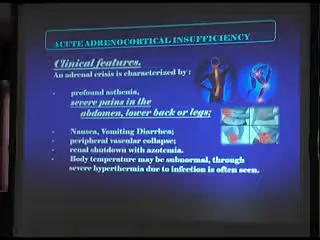 ACUTE ADRENOCORTICAL INSUFFICIENCY
Clinical features.
An adrenal crisis is characterized by :
- profound asthenia,
severe pains in the
abdomen, lower back or legs;
- Nausea, Vomiting Diarrhea;
- peripheral vascular collapse;
- renal shutdown with azotemia.
- Body temperature may be subnormal, through
severe hyperthermia due to infection is often seen.